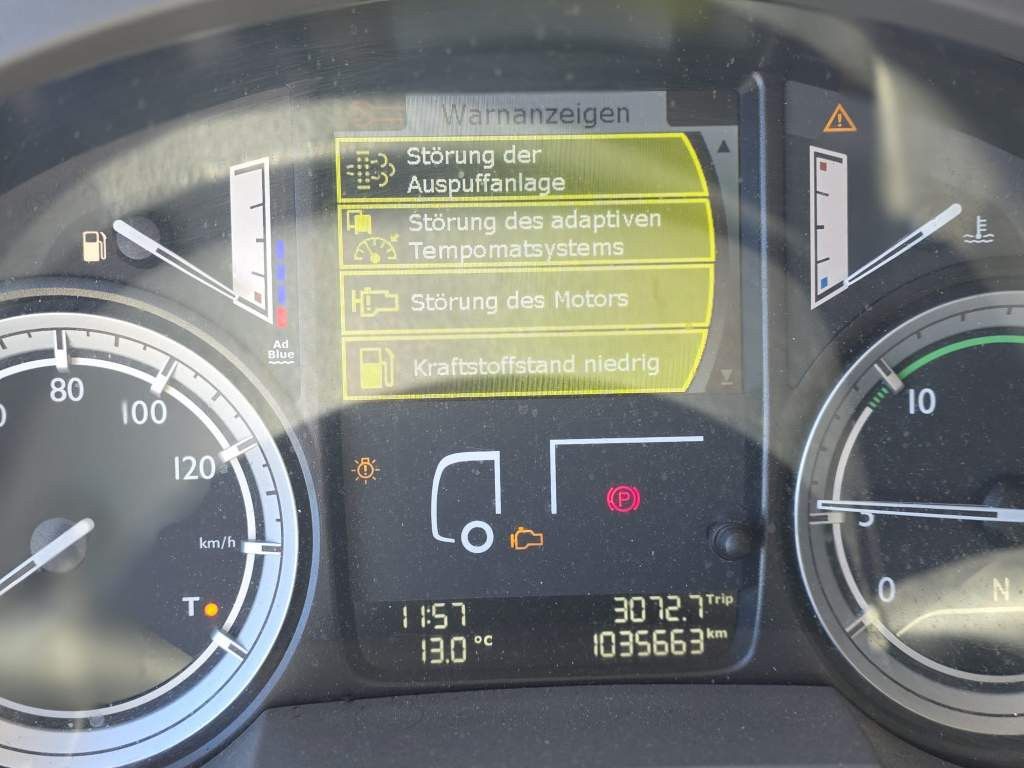 Warnanzeigen
Störung der
Auspuffanlage
Störung des adaptiven
Tempomatsystems
Störung des Motors
Kraftstoffstand niedrig
Ad
Blue
80
100
120
km/h
T
P
10
5
0
N
11:57
3072.7 Trip
13.0 °C
1035663 km